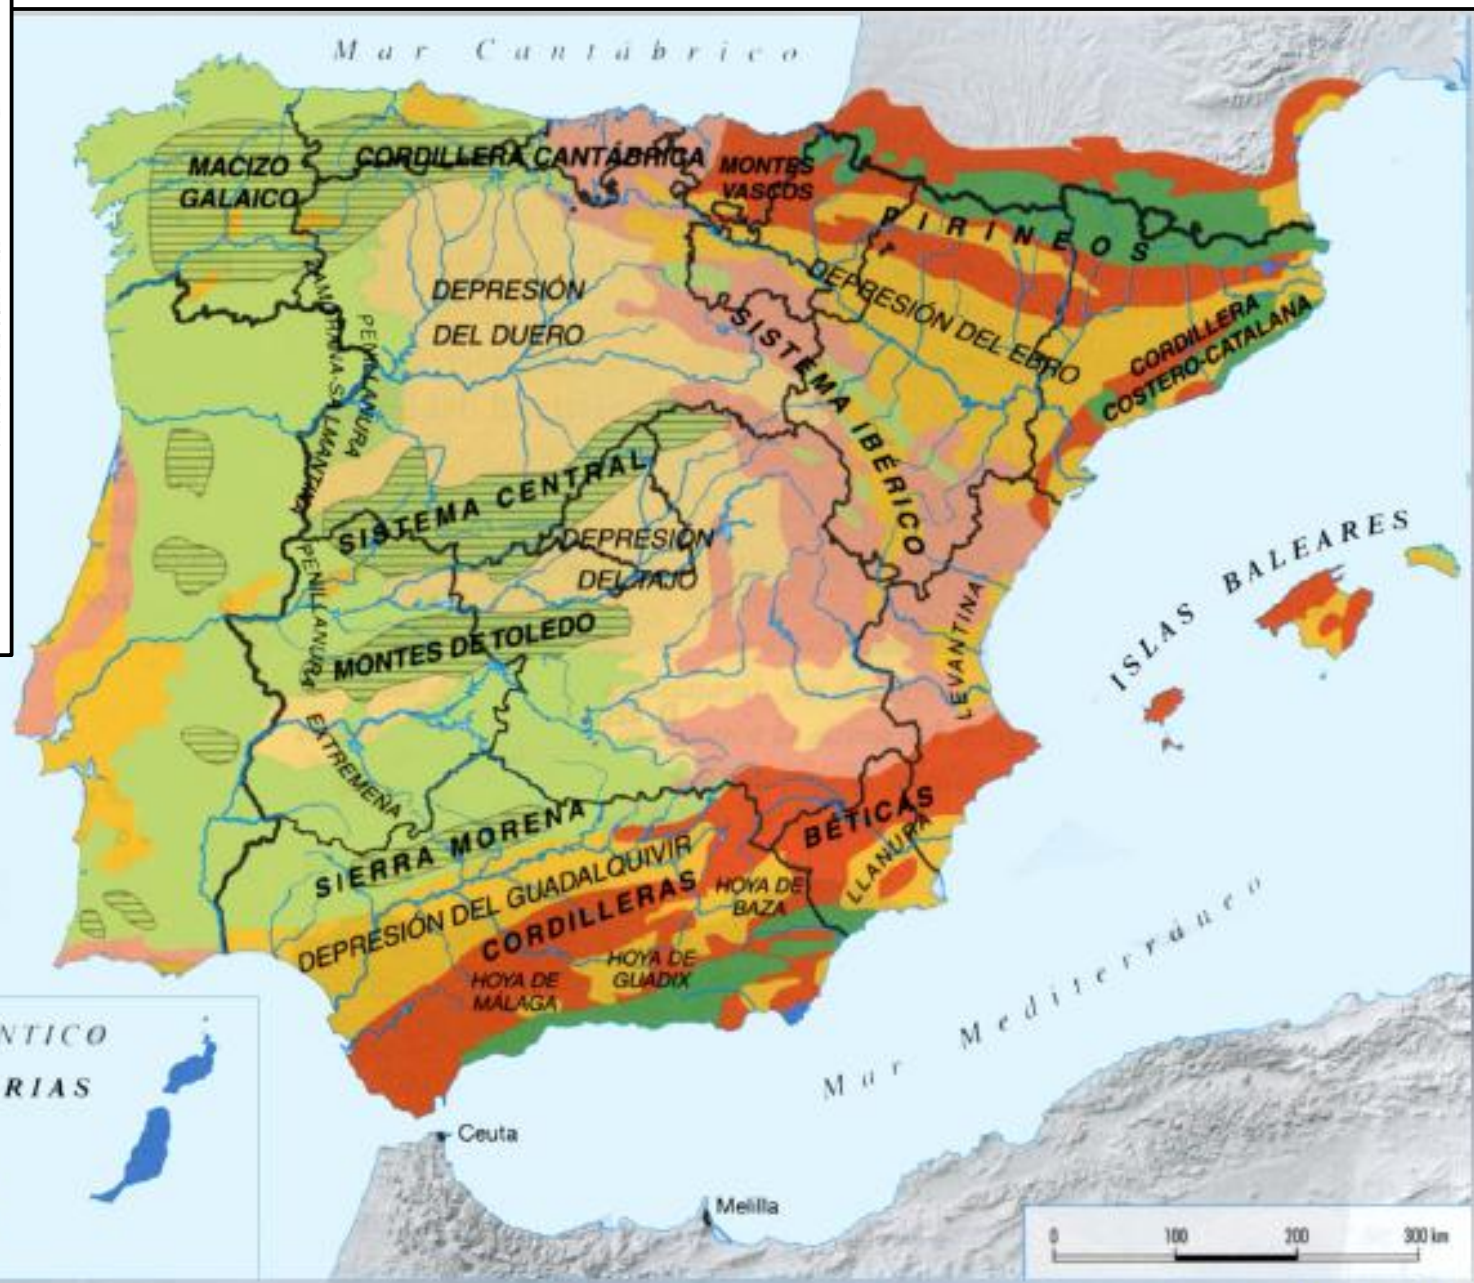 Mar Cantábrico
MACIZO
GALAICO
CORDILLERA CANTÁBRICA
MONTES
VASCOS
PIRINEOS
DEPRESIÓN
DEL DUERO
PENILLANURA
ZAMORANA-SALMANTINA
DEPRESIÓN DEL EBRO
CORDILLERA
COSTERO-CATALANA
SISTEMA IBÉRICO
SISTEMA CENTRAL
DEPRESIÓN
DEL TAJO
PENILLANURA
EXTREMEÑA
MONTES DE TOLEDO
LLANURA
LEVANTINA
ISLAS BALEARES
SIERRA MORENA
DEPRESIÓN DEL GUADALQUIVIR
CORDILLERAS
BÉTICAS
HOYA DE
BAZA
HOYA DE
GUADIX
HOYA DE
MÁLAGA
Mar Mediterráneo
NTICO
RIAS
Ceuta
Melilla
0 100 200 300 km